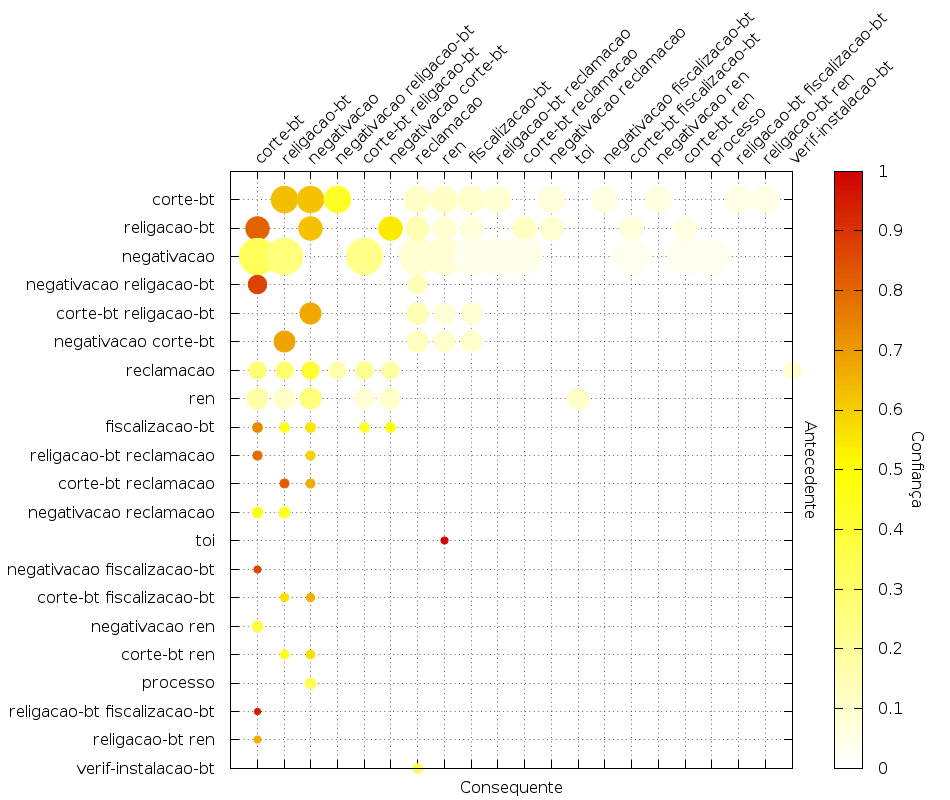 corte-bt
religacao-bt
negativacao
negativacao religacao-bt
corte-bt religacao-bt
negativacao corte-bt
reclamacao
ren
fiscalizacao-bt
religacao-bt reclamacao
corte-bt reclamacao
negativacao reclamacao
toi
negativacao fiscalizacao-bt
corte-bt fiscalizacao-bt
negativacao ren
corte-bt ren
processo
religacao-bt fiscalizacao-bt
religacao-bt ren
verif-instalacao-bt
corte-bt
religacao-bt
negativacao
negativacao religacao-bt
corte-bt religacao-bt
negativacao corte-bt
reclamacao
ren
fiscalizacao-bt
religacao-bt reclamacao
corte-bt reclamacao
negativacao reclamacao
toi
negativacao fiscalizacao-bt
corte-bt fiscalizacao-bt
negativacao ren
corte-bt ren
processo
religacao-bt fiscalizacao-bt
religacao-bt ren
verif-instalacao-bt
Consequente
Antecedente
1
0.9
0.8
0.7
0.6
0.5
0.4
0.3
0.2
0.1
0
Confiança